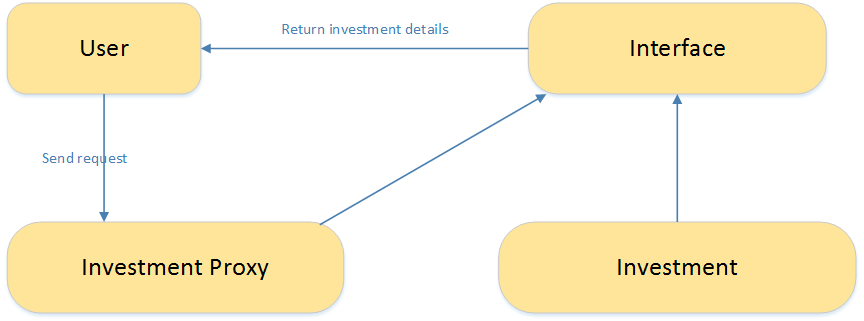 User
Return investment details
Interface
Send request
Investment Proxy
Investment